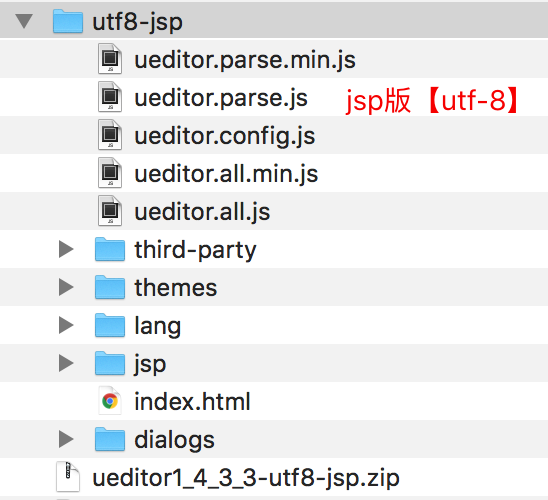 utf8-jsp
ueditor.parse.min.js
ueditor.parse.js jsp版【utf-8】
ueditor.config.js
ueditor.all.min.js
ueditor.all.js
third-party
themes
lang
jsp
index.html
dialogs
ueditor1_4_3_3-utf8-jsp.zip